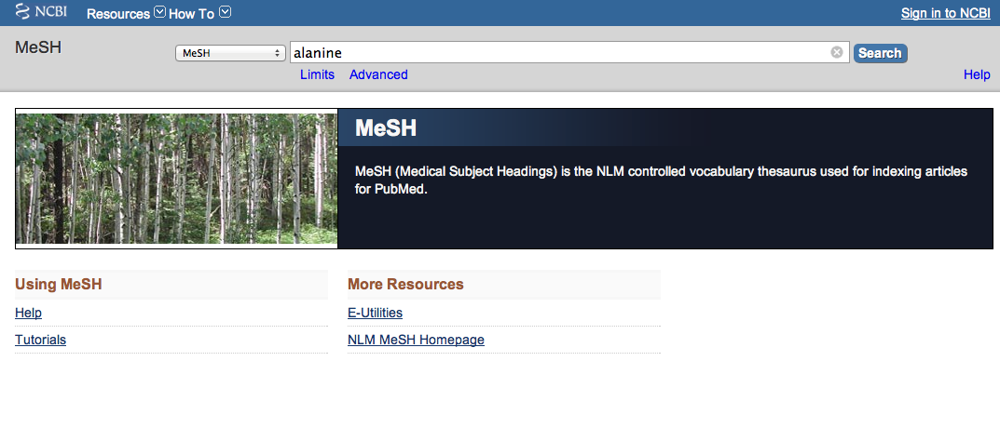 NCBI Resources How To Sign in to NCBI
MeSH MeSH alanine Search
Limits Advanced Help
MeSH
MeSH (Medical Subject Headings) is the NLM controlled vocabulary thesaurus used for indexing articles
for PubMed.
Using MeSH More Resources
Help E-Utilities
Tutorials NLM MeSH Homepage